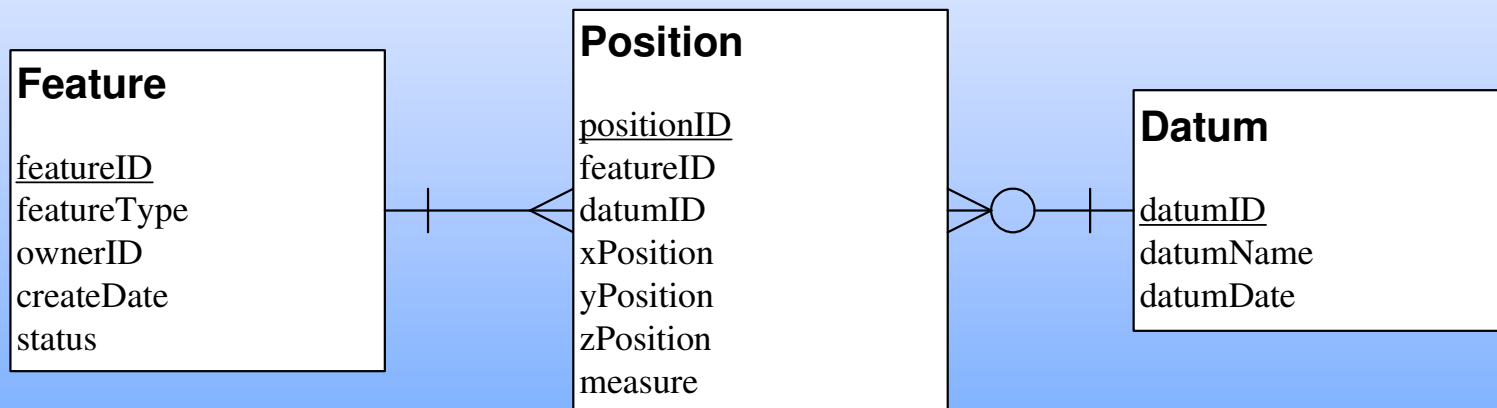 Feature
featureID
featureType
ownerID
createDate
status
Position
positionID
featureID
datumID
xPosition
yPosition
zPosition
measure
Datum
datumID
datumName
datumDate